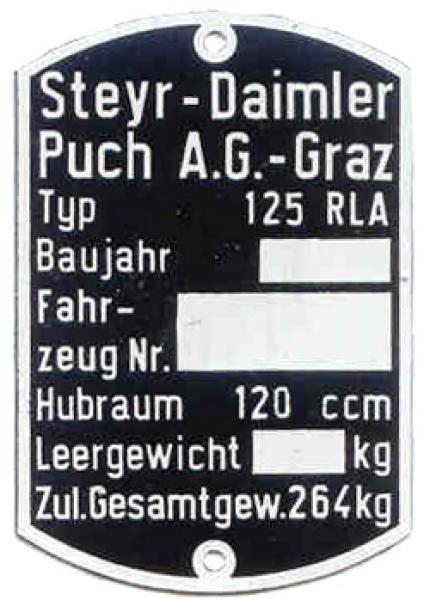 Steyr-Daimler
Puch A.G.-Graz
Typ 125 RLA
Baujahr
Fahr-
zeug Nr.
Hubraum 120 ccm
Leergewicht kg
Zul.Gesamtgew.264kg